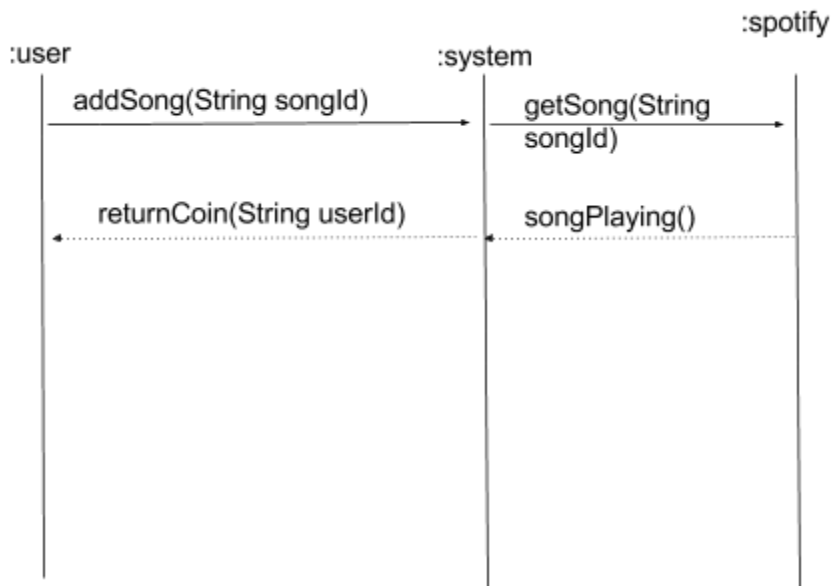 :spotify
:user
:system
addSong(String songId)
getSong(String
songId)
returnCoin(String userId)
songPlaying()